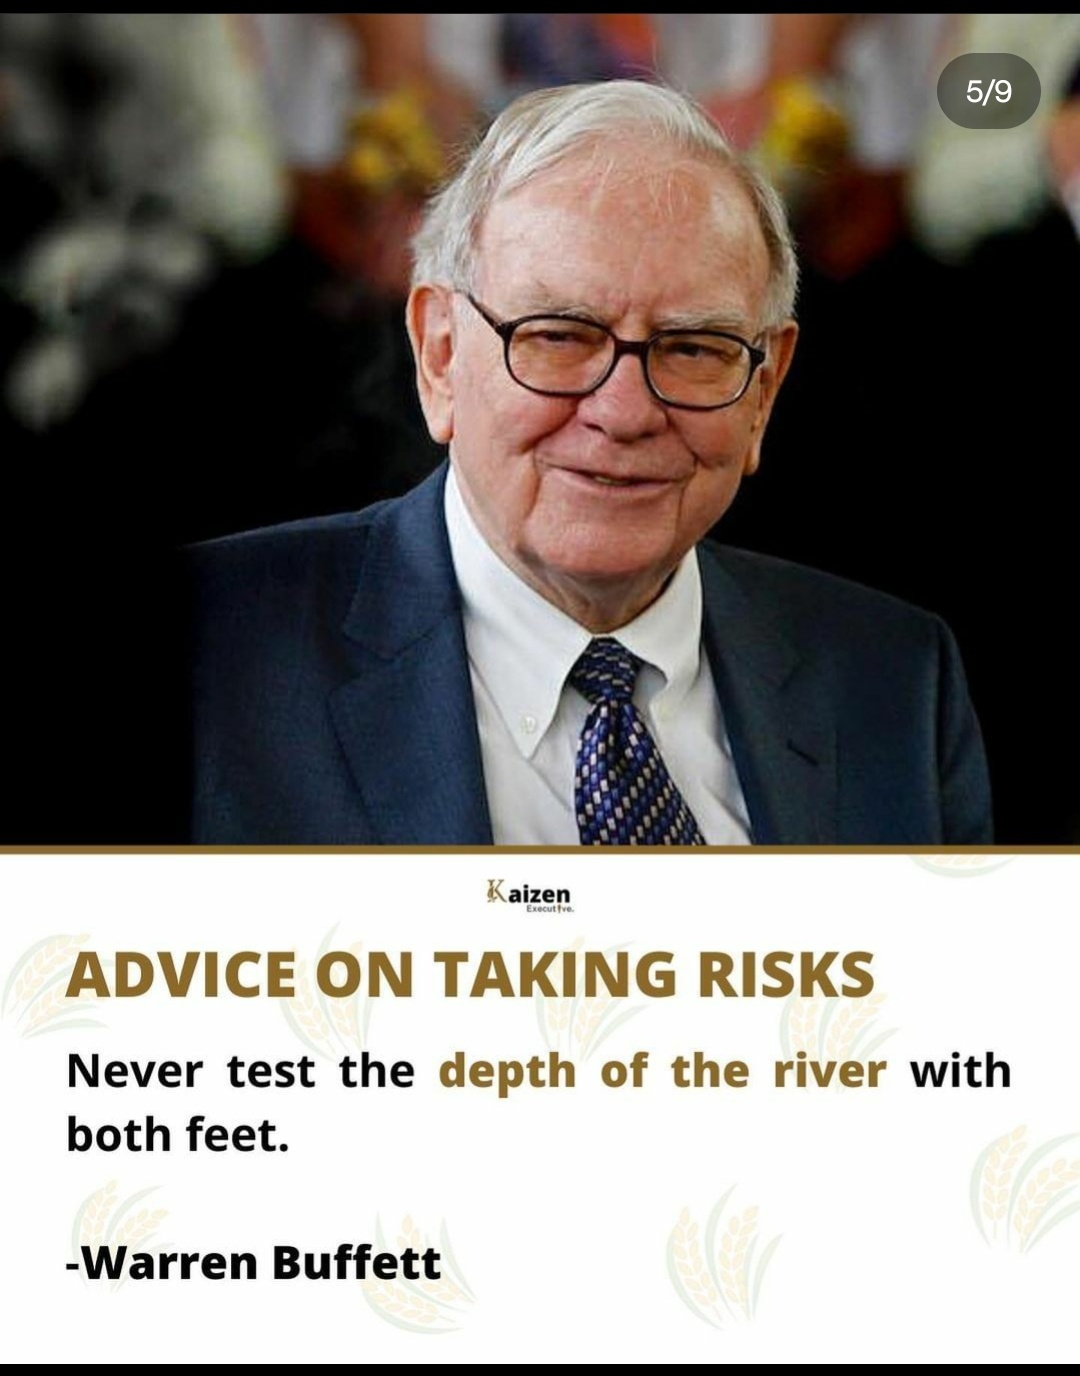 5/9
Kaizen
Executive.
ADVICE ON TAKING RISKS
Never test the depth of the river with
both feet.
-Warren Buffett